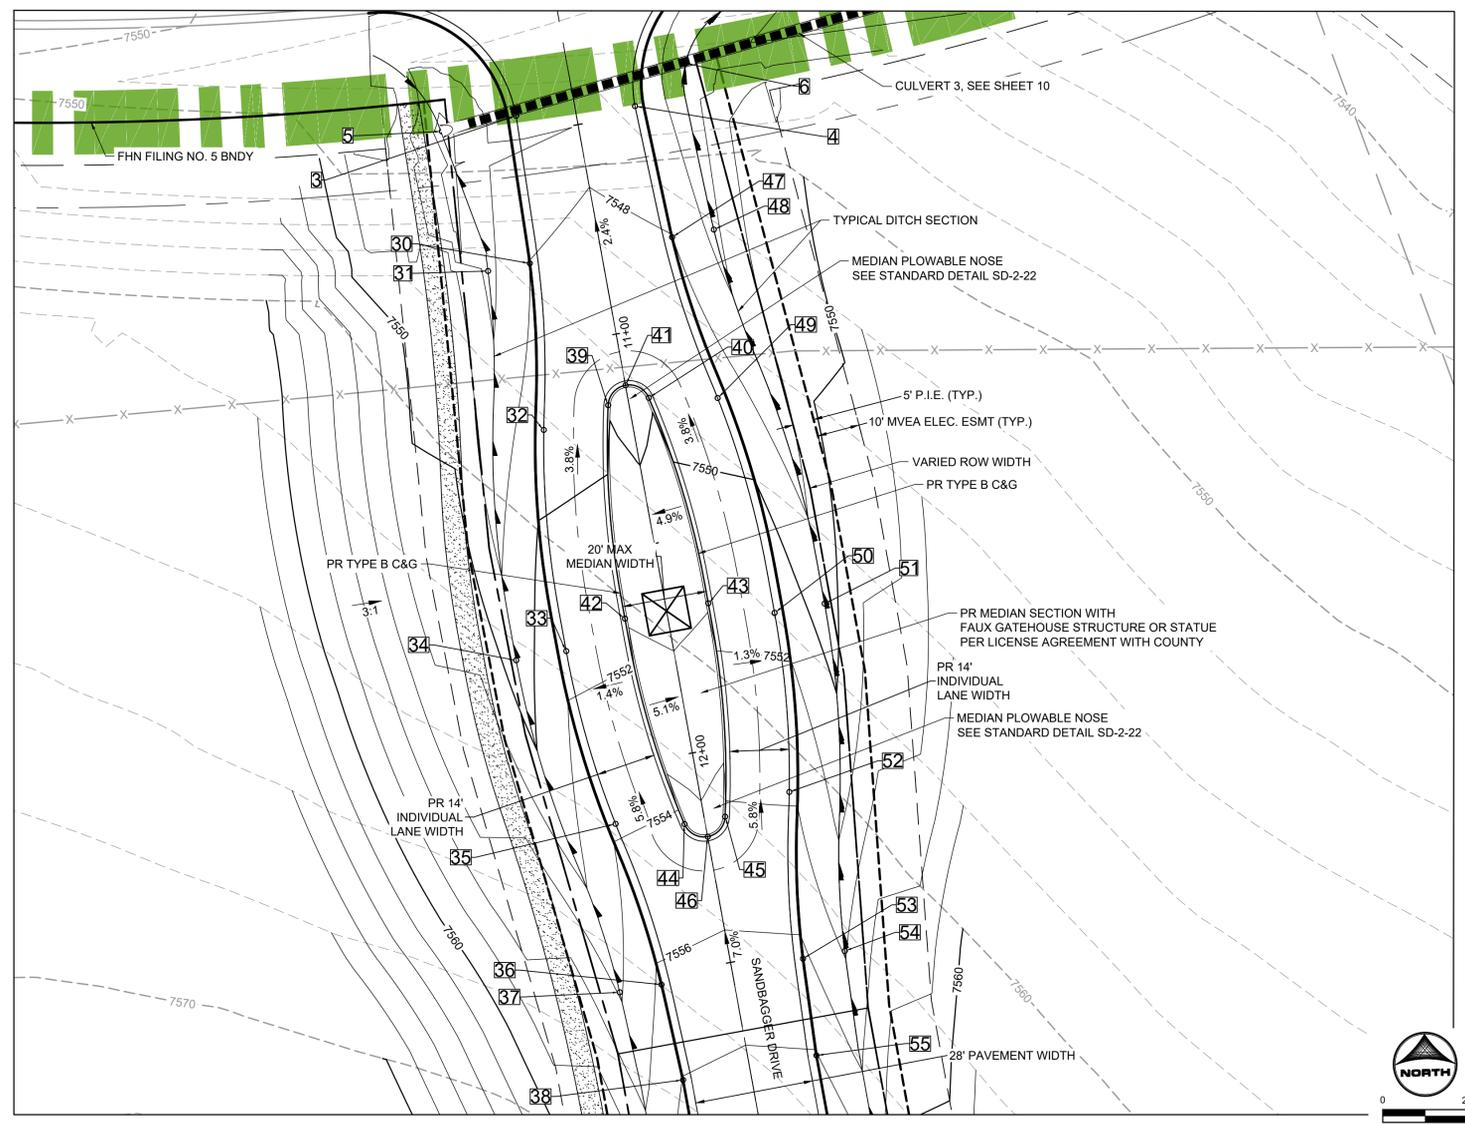 7550
7550
FHN FILING NO. 5 BNDY
5
3
6
CULVERT 3, SEE SHEET 10
4
7540
47
48
TYPICAL DITCH SECTION
7548
2.4%
30
31
MEDIAN PLOWABLE NOSE
SEE STANDARD DETAIL SD-2-22
7550
7550
11+00
41
49
40
39
X X X X X X X X X X X X
X X X X
32
5' P.I.E. (TYP.)
10' MVEA ELEC. ESMT (TYP.)
3.8%
3.8%
VARIED ROW WIDTH
7550
PR TYPE B C&G
7550
4.9%
20' MAX
MEDIAN WIDTH
PR TYPE B C&G
50
51
43
42
3:1
33
PR MEDIAN SECTION WITH
FAUX GATEHOUSE STRUCTURE OR STATUE
PER LICENSE AGREEMENT WITH COUNTY
34
1.3%
7552
7552
1.4%
PR 14'
INDIVIDUAL
LANE WIDTH
5.1%
MEDIAN PLOWABLE NOSE
SEE STANDARD DETAIL SD-2-22
12+00
52
PR 14'
INDIVIDUAL
LANE WIDTH
5.8%
7554
5.8%
35
44
45
46
53
54
7560
7556
7.0%
36
37
SANDBAGGER DRIVE
7560
7560
7570
55
28' PAVEMENT WIDTH
38
NORTH
0
2